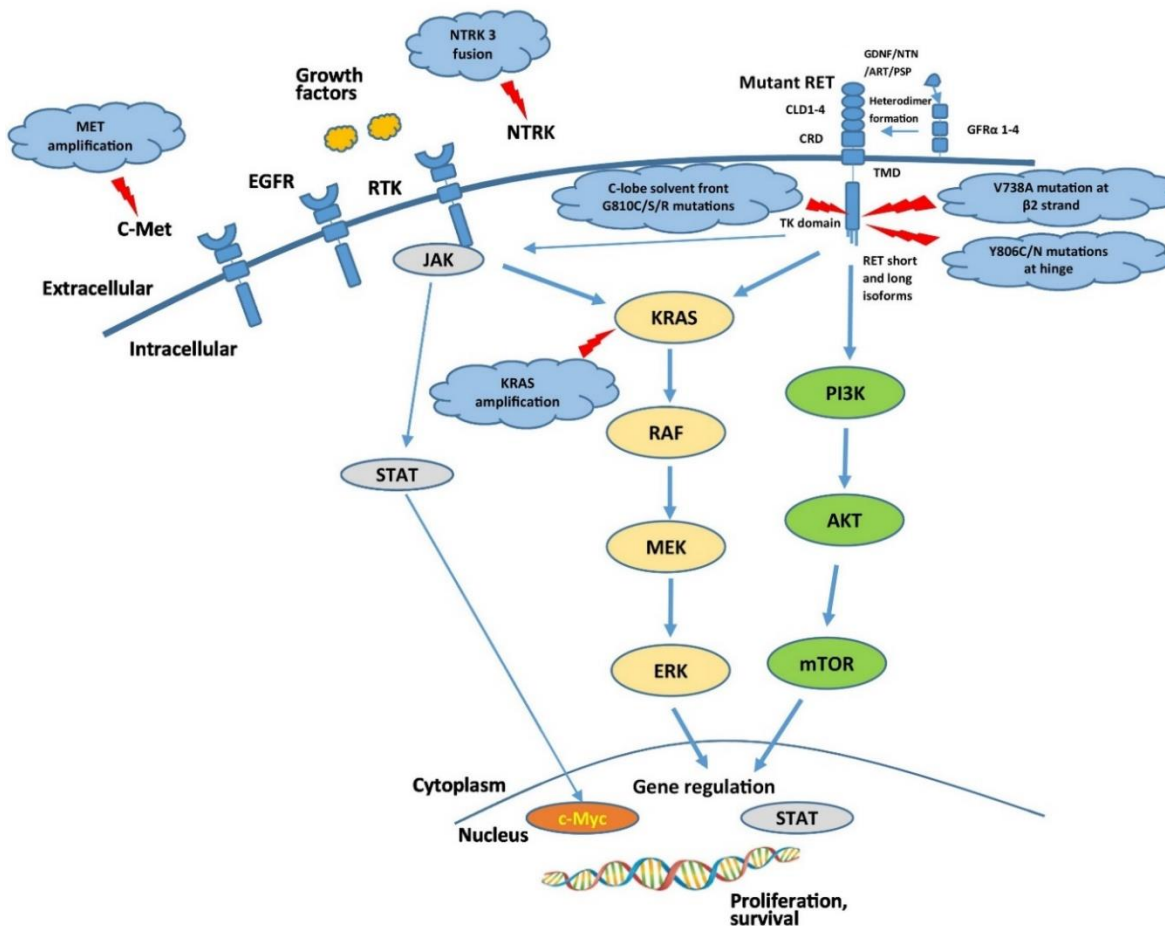 NTRK 3
fusion
GDNF/NTN
/ART/PSP
Growth
factors
Mutant RET
MET
amplification
CLD1-4
Heterodimer
formation
NTRK
GFRα 1-4
CRD
EGFR
RTK
TMD
C-lobe solvent front
G810C/S/R mutations
V738A mutation at
β2 strand
C-Met
TK domain
JAK
Y806C/N mutations
at hinge
RET short
and long
isoforms
Extracellular
Intracellular
KRAS
KRAS
amplification
PI3K
RAF
STAT
AKT
MEK
ERK
mTOR
Cytoplasm
Gene regulation
Nucleus
c-Myc
STAT
Proliferation,
survival